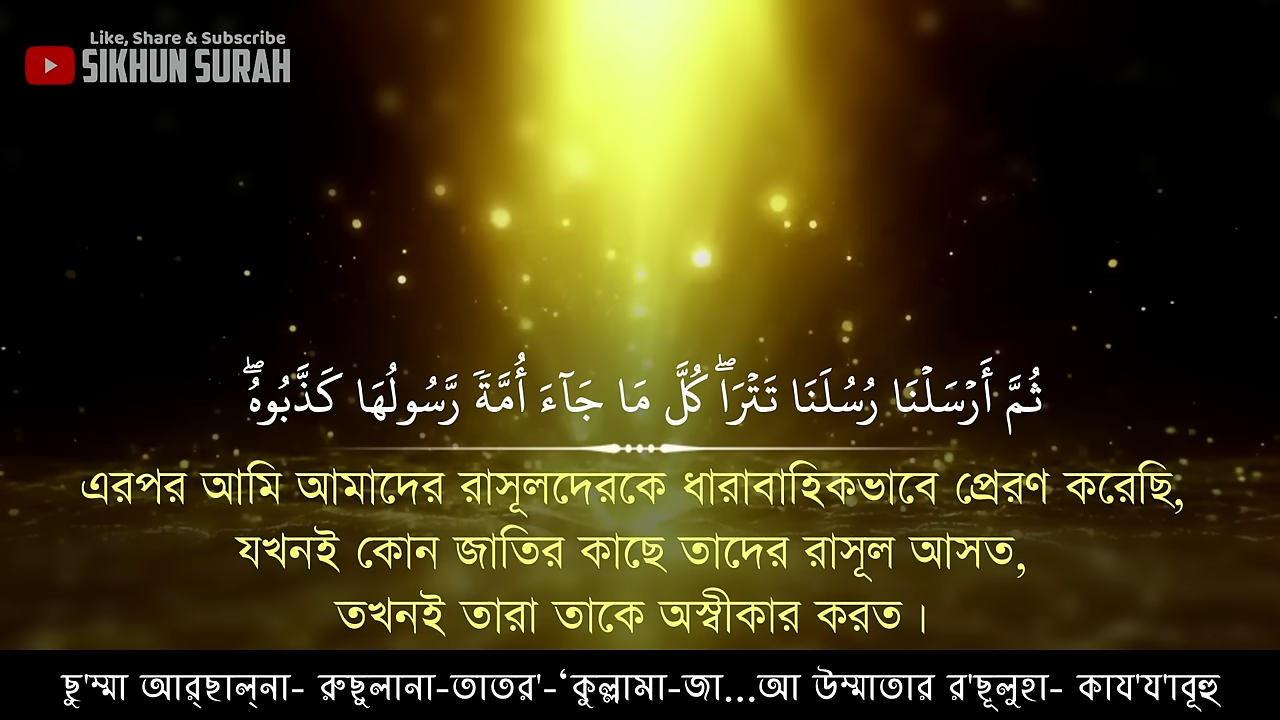 Like, Share & Subscribe
SIKHUN SURAH
ثُمَّ أَرْسَلْنَا رُسُلَنَا تَتْرَا ۖ كُلَّ مَا جَآءَ أُمَّةً رَّسُولُهَا كَذَّبُوهُ ۖ
এরপর আমি আমাদের রাসূলদেরকে ধারাবাহিকভাবে প্রেরণ করেছি,
যখনই কোন জাতির কাছে তাদের রাসূল আসত,
তখনই তারা তাকে অস্বীকার করত।
ছু'ম্মা আর্‌ছাল্‌না- রুছুলানা-তাতর'-‘কুল্লামা-জা...আ উম্মাতার র'ছূলুহা- কায'য'াবূহু